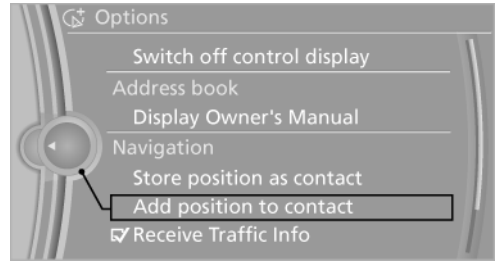 Options
Switch off control display
Address book
Display Owner's Manual
Navigation
Store position as contact
Add position to contact
Receive Traffic Info